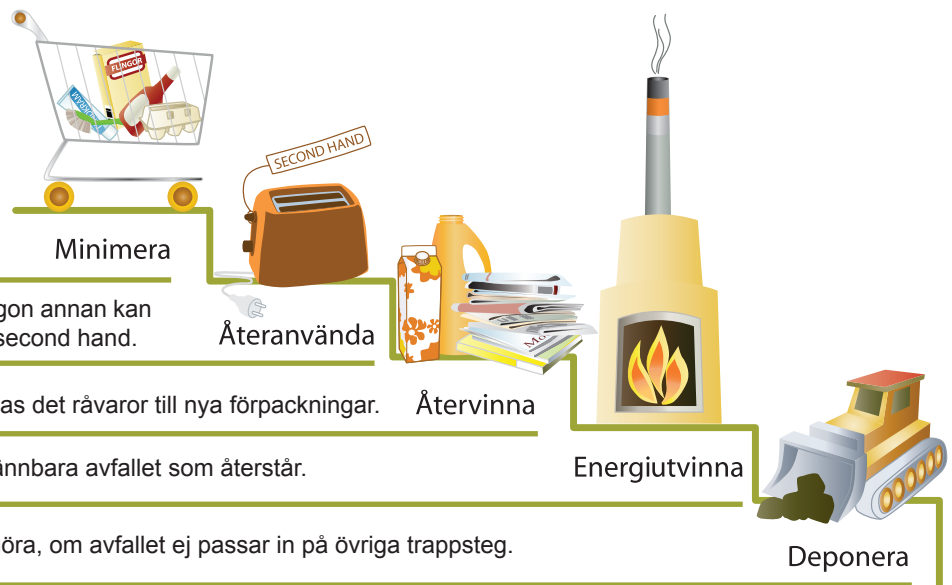 FLINGOR
SECOND HAND
Minimera
gon annan kan
second hand.
Återanvända
as det råvaror till nya förpackningar.
Återvinna
ännbara avfallet som återstår.
Energiutvinna
öra, om avfallet ej passar in på övriga trappsteg.
Deponera